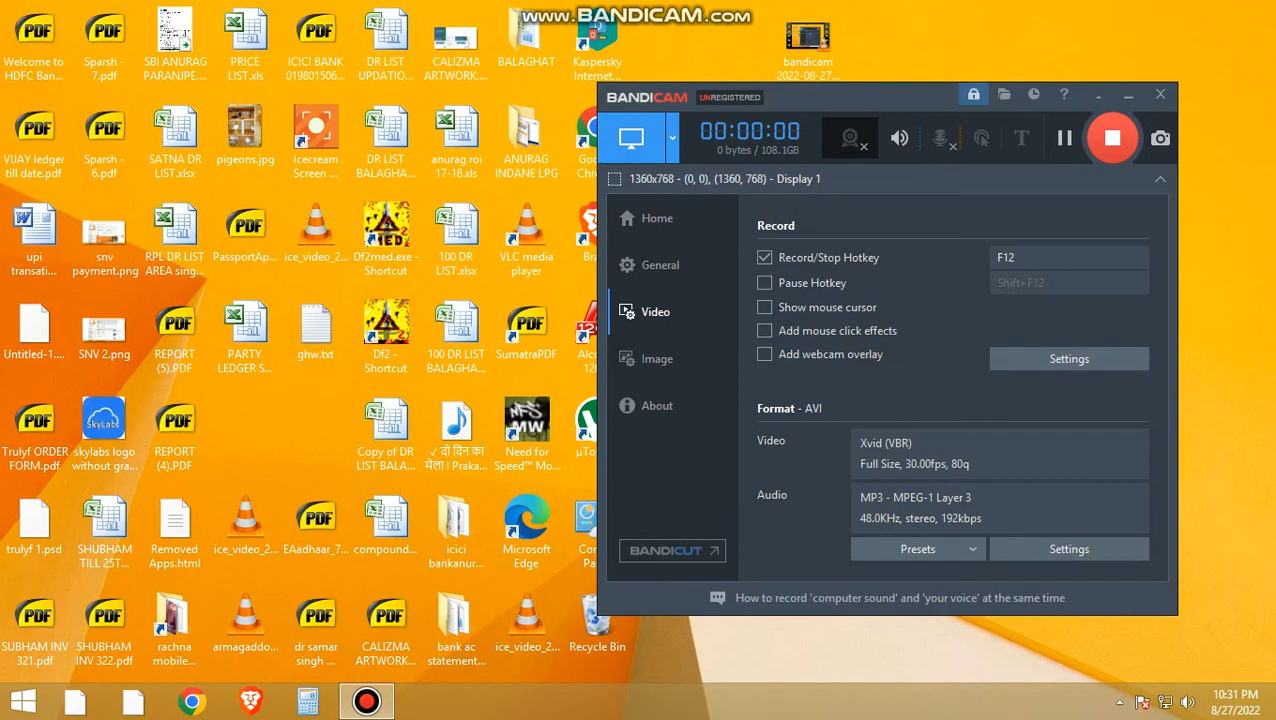 www.BANDICAM.com
Welcome to
HDFC Ban...
Sparsh -
7.pdf
SBI ANURAG
PARANJPE...
PRICE
LIST.xls
ICICI BANK
019801506...
DR LIST
UPDATIO...
CALIZMA
ARTWORK...
BALAGHAT
Kaspersky
Internet...
bandicam
2022-08-27...
VIJAY ledger
till date.pdf
Sparsh -
6.pdf
SATNA DR
LIST.xlsx
pigeons.jpg
Icecream
Screen ...
DR LIST
BALAGHA...
anurag roi
17-18.xls
ANURAG
INDANE LPG
Goo
Chro
upi
transati...
snv
payment.png
RPL DR LIST
AREA sing...
PassportAp...
ice_video_2...
Df2med.exe -
Shortcut
100 DR
LIST.xlsx
VLC media
player
Bra
Untitled-1....
SNV 2.png
REPORT
(5).PDF
PARTY
LEDGER S...
ghw.txt
Df2 -
Shortcut
100 DR LIST
BALAGHA...
SumatraPDF
Alco
120
Trulyf ORDER
FORM.pdf
skylabs logo
without gra...
REPORT
(4).PDF
Copy of DR
LIST BALA...
✓ दो दिन का
मेला ! Praka...
Need for
Speed™ Mo...
µTo
trulyf 1.psd
SHUBHAM
TILL 25T...
Removed
Apps.html
ice_video_2...
EAadhaar_7...
compound...
icici
bankanur...
Microsoft
Edge
Con
Pa
SUBHAM INV
321.pdf
SHUBHAM
INV 322.pdf
rachna
mobile...
armagaddo...
dr samar
singh ...
CALIZMA
ARTWORK...
bank ac
statement...
ice_video_2...
Recycle Bin
BANDICAM UNREGISTERED
00:00:00
0 bytes / 108.1GB
1360x768 - (0, 0), (1360, 768) - Display 1
Home
General
Video
Image
About
BANDICUT
Record
Record/Stop Hotkey F12
Pause Hotkey Shift+F12
Show mouse cursor
Add mouse click effects
Add webcam overlay
Settings
Format - AVI
Video
Xvid (VBR)
Full Size, 30.00fps, 80q
Audio
MP3 - MPEG-1 Layer 3
48.0KHz, stereo, 192kbps
Presets
Settings
How to record 'computer sound' and 'your voice' at the same time
10:31 PM
8/27/2022